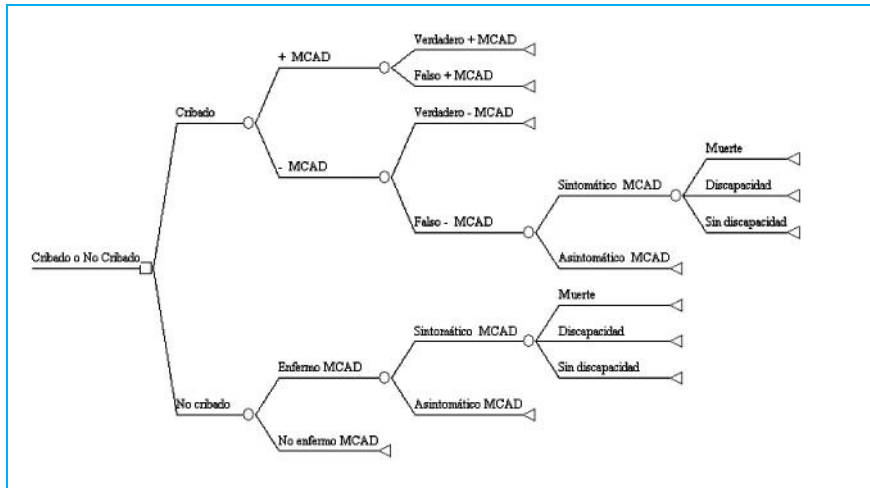 Verdadero + MCAD
+ MCAD
Falso + MCAD
Cribado
Verdadero - MCAD
- MCAD
Muerte
Sintomático MCAD
Discapacidad
Falso - MCAD
Sin discapacidad
Cribado o No Cribado
Asintomático MCAD
Muerte
Sintomático MCAD
Discapacidad
Enfermo MCAD
Sin discapacidad
No cribado
Asintomático MCAD
No enfermo MCAD